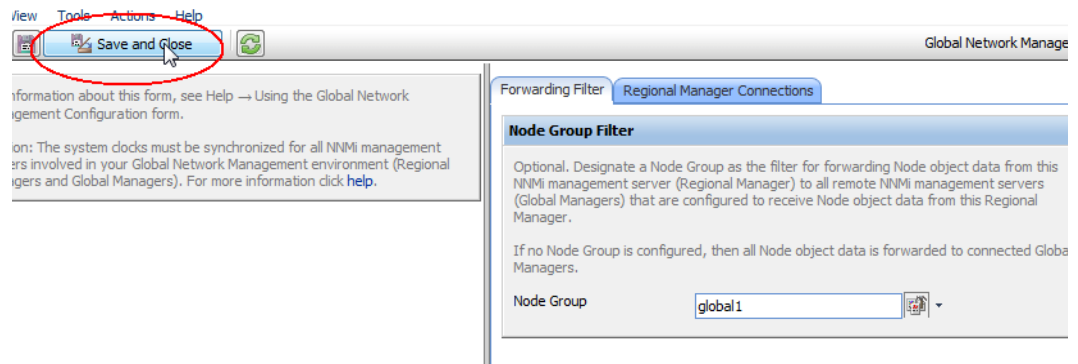 View Tools Actions Help
Save and Close
Global Network Manage
nformation about this form, see Help → Using the Global Network
gement Configuration form.
on: The system clocks must be synchronized for all NNMi management
ers involved in your Global Network Management environment (Regional
gers and Global Managers). For more information click help.
Forwarding Filter Regional Manager Connections
Node Group Filter
Optional. Designate a Node Group as the filter for forwarding Node object data from this
NNMi management server (Regional Manager) to all remote NNMi management servers
(Global Managers) that are configured to receive Node object data from this Regional
Manager.
If no Node Group is configured, then all Node object data is forwarded to connected Globa
Managers.
Node Group global1